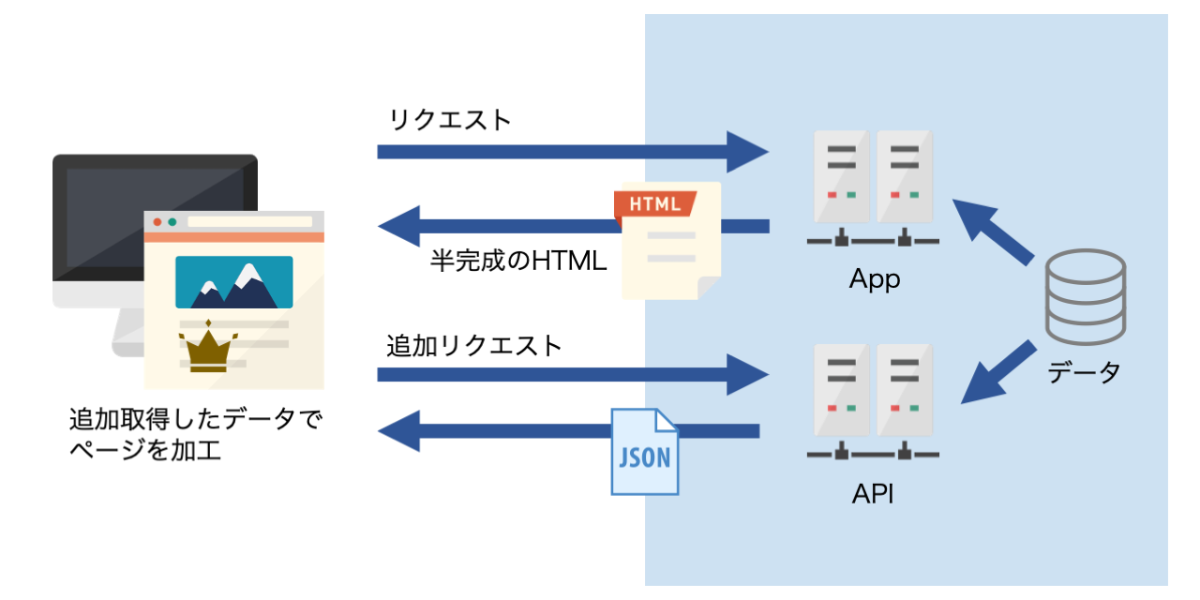 リクエスト
HTML
半完成のHTML
App
追加リクエスト
データ
JSON
追加取得したデータで
ページを加工
API